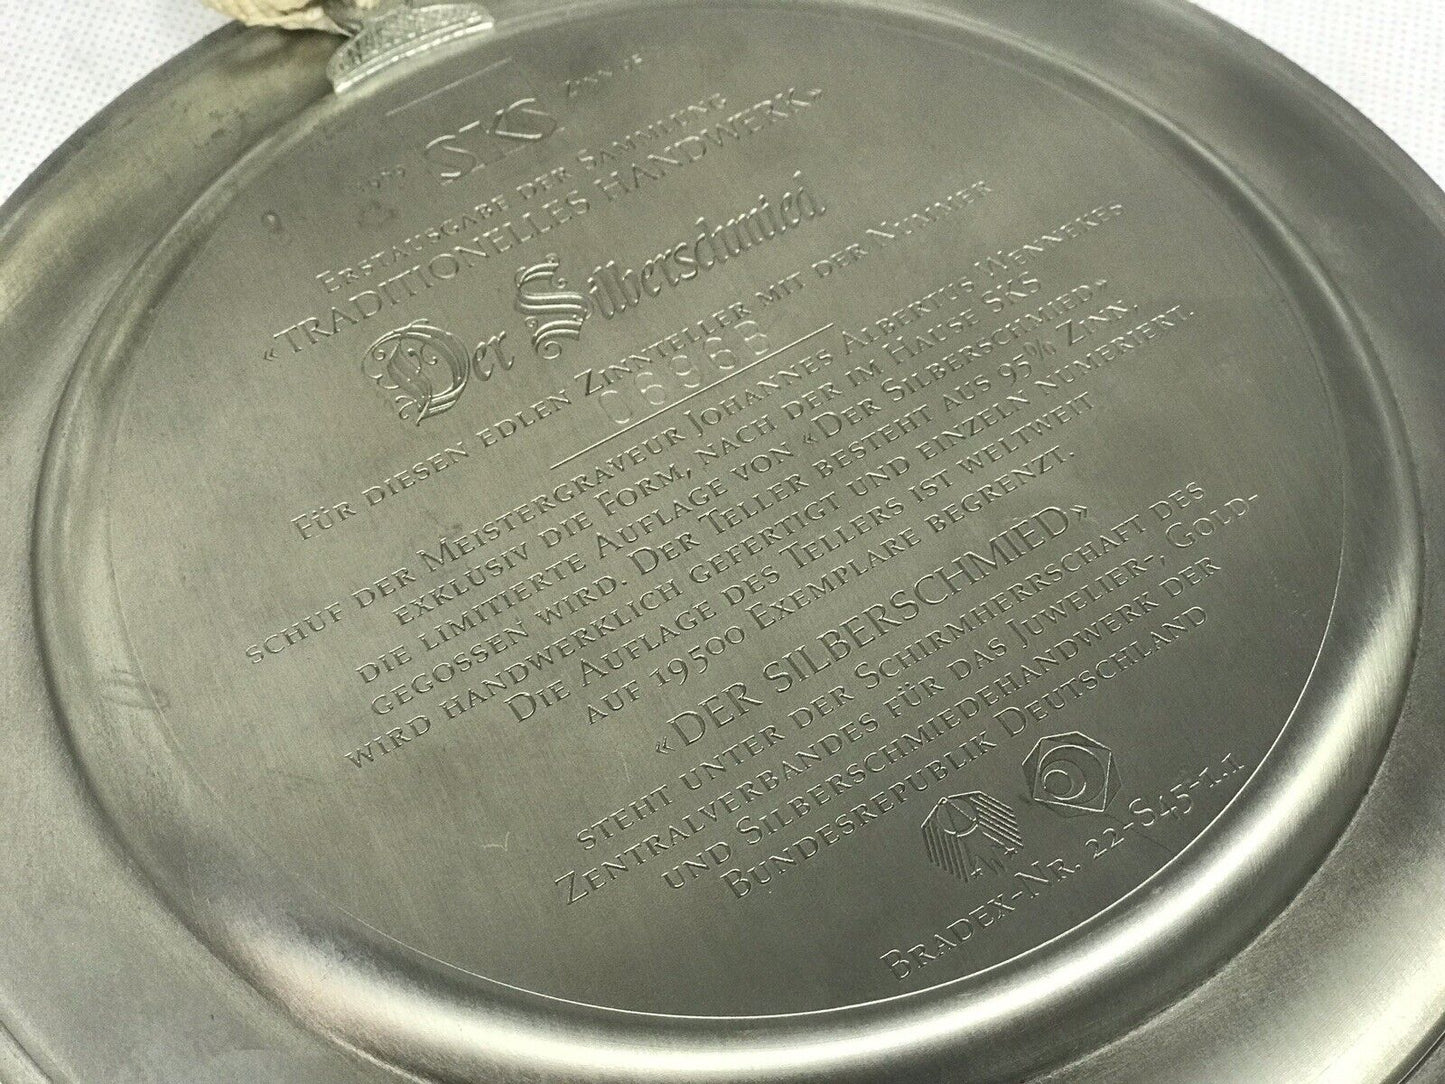 SKS ZINN 95
ERSTAUSGABE DER SAMMLUNG
«TRADITIONELLES HANDWERK»
Der Silberschmied
FÜR DIESEN EDLEN ZINNTELLER MIT DER NUMMER
C696B
SCHUF DER MEISTERGRAVEUR JOHANNES ALBERTUS WENNEKES
EXKLUSIV DIE FORM, NACH DER IM HAUSE SKS
DIE LIMITIERTE AUFLAGE VON «DER SILBERSCHMIED»
GEGOSSEN WIRD. DER TELLER BESTEHT AUS 95% ZINN,
WIRD HANDWERKLICH GEFERTIGT UND EINZELN NUMERIERT.
DIE AUFLAGE DES TELLERS IST WELTWEIT
AUF 19500 EXEMPLARE BEGRENZT.
«DER SILBERSCHMIED»
STEHT UNTER DER SCHIRMHERRSCHAFT DES
ZENTRALVERBANDES FÜR DAS JUWELIER-, GOLD-
UND SILBERSCHMIEDEHANDWERK DER
BUNDESREPUBLIK DEUTSCHLAND
BRADEX-NR. 22-S45-1.1